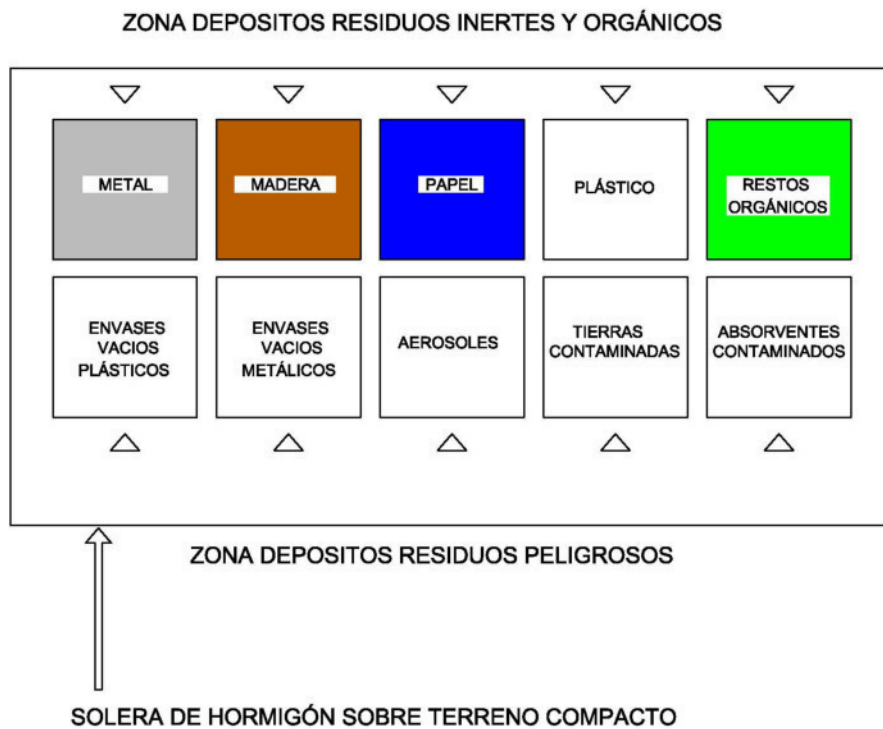 ZONA DEPOSITOS RESIDUOS INERTES Y ORGÁNICOS
METAL
MADERA
PAPEL
PLÁSTICO
RESTOS
ORGÁNICOS
ENVASES
VACIOS
PLÁSTICOS
ENVASES
VACIOS
METÁLICOS
AEROSOLES
TIERRAS
CONTAMINADAS
ABSORVENTES
CONTAMINADOS
ZONA DEPOSITOS RESIDUOS PELIGROSOS
SOLERA DE HORMIGÓN SOBRE TERRENO COMPACTO